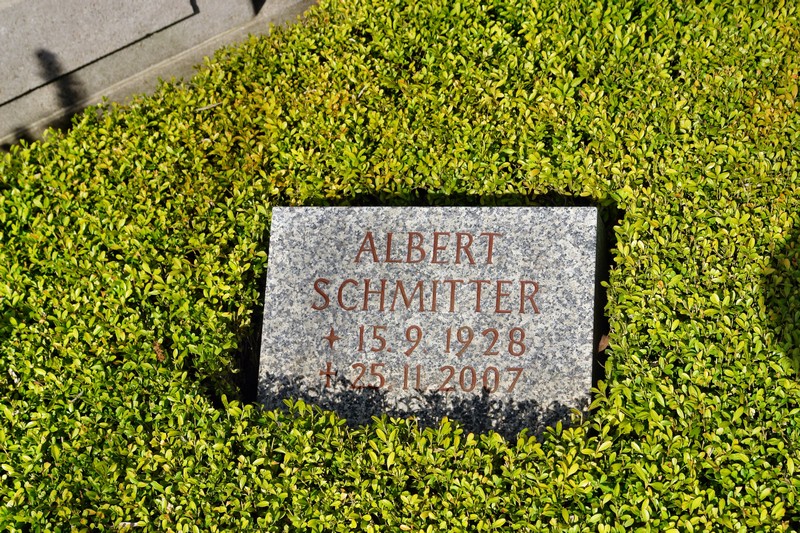 ALBERT
SCHMITTER
✦ 15.9.1928
✝ 25.11.2007